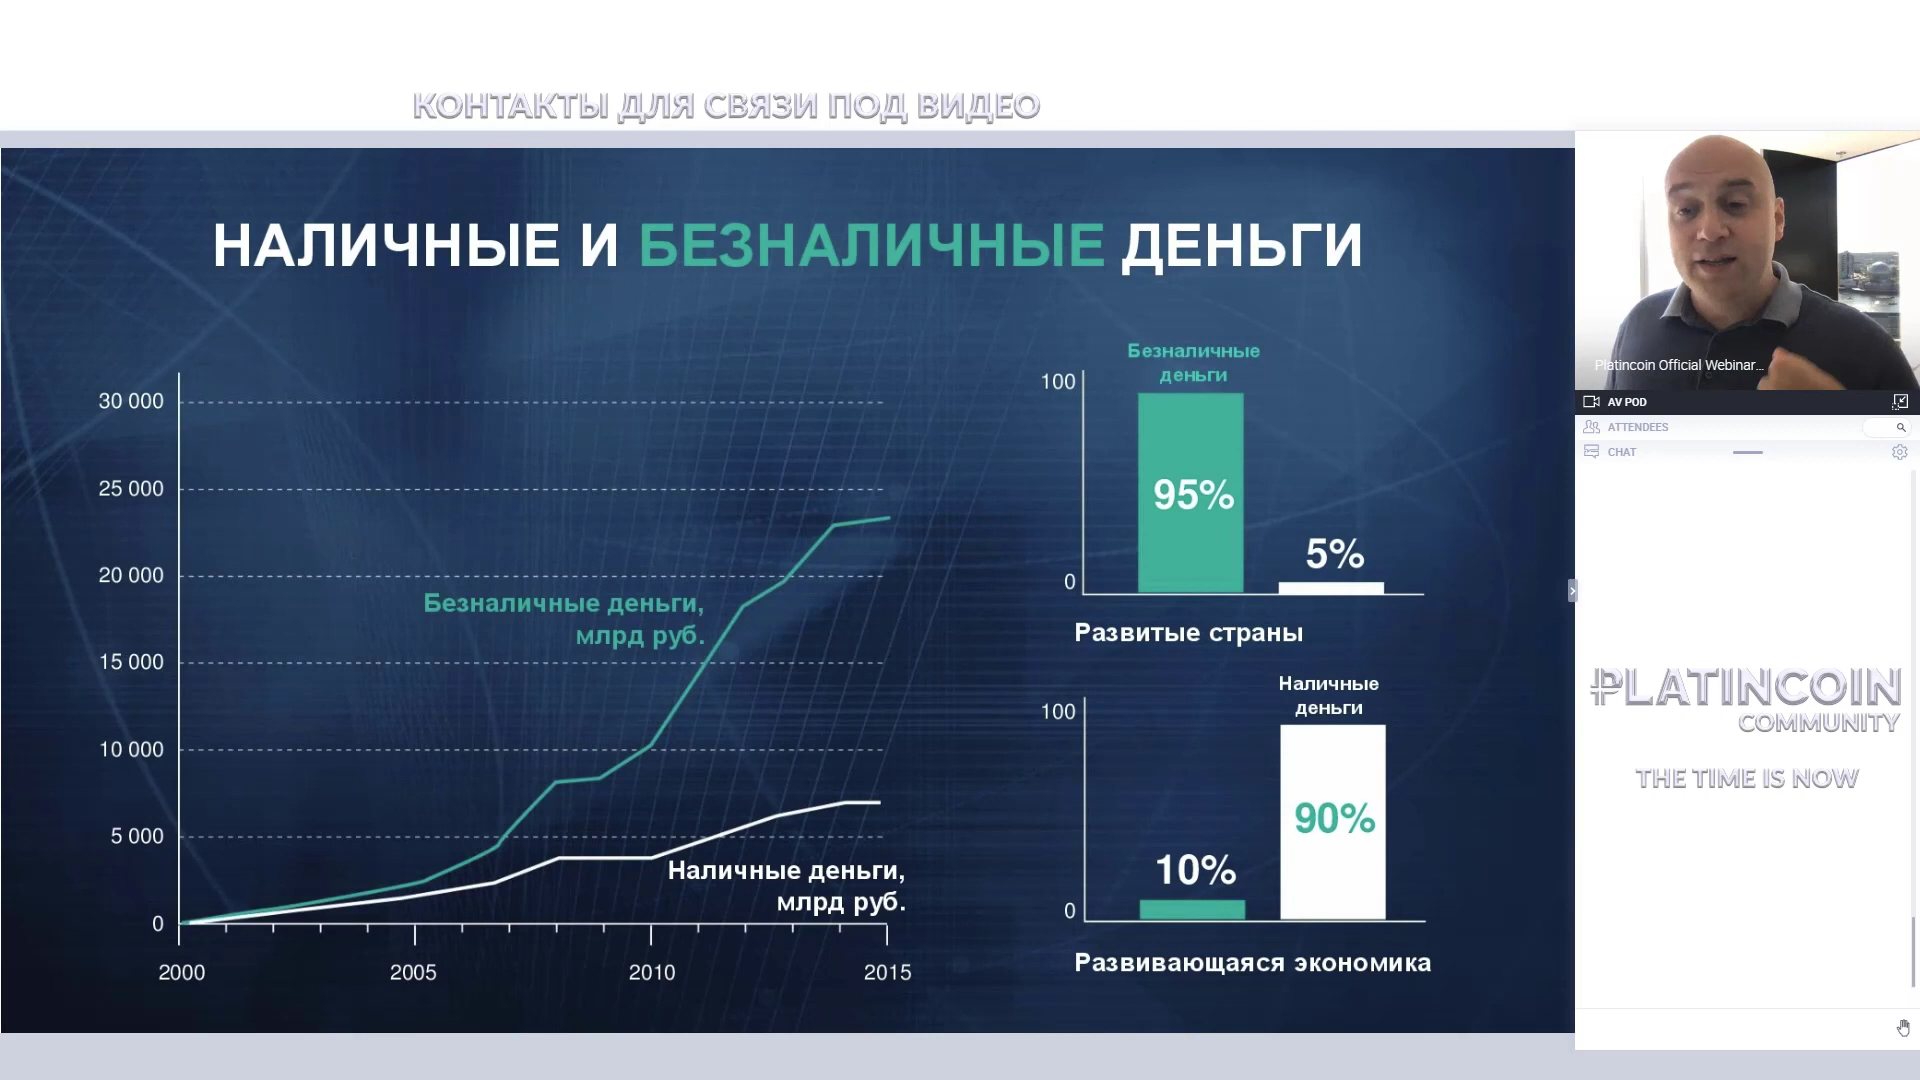 КОНТАКТЫ ДЛЯ СВЯЗИ ПОД ВИДЕО
НАЛИЧНЫЕ И БЕЗНАЛИЧНЫЕ ДЕНЬГИ
30 000
25 000
20 000
15 000
10 000
5 000
0
Безналичные деньги,
млрд руб.
Наличные деньги,
млрд руб.
2000
2005
2010
2015
Безналичные
деньги
100
95%
5%
0
Развитые страны
Наличные
деньги
100
90%
10%
0
Развивающаяся экономика
Platincoin Official Webinar...
AV POD
ATTENDEES
CHAT
PLATINCOIN
COMMUNITY
THE TIME IS NOW